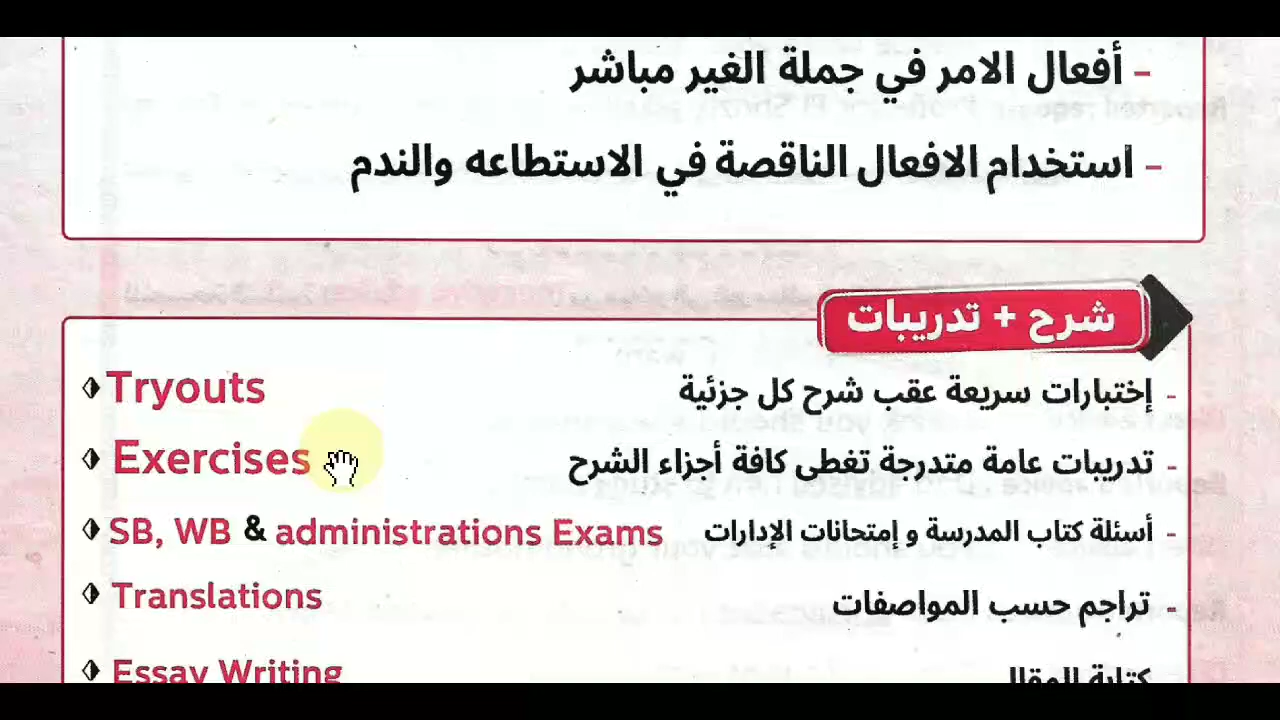 - أفعال الامر في جملة الغير مباشر
- استخدام الافعال الناقصة في الاستطاعه والندم
شرح + تدريبات
Tryouts - إختبارات سريعة عقب شرح كل جزئية
Exercises - تدريبات عامة متدرجة تغطى كافة أجزاء الشرح
SB, WB & administrations Exams - أسئلة كتاب المدرسة و إمتحانات الإدارات
Translations - تراجم حسب المواصفات
Essay Writing كتابة المقال